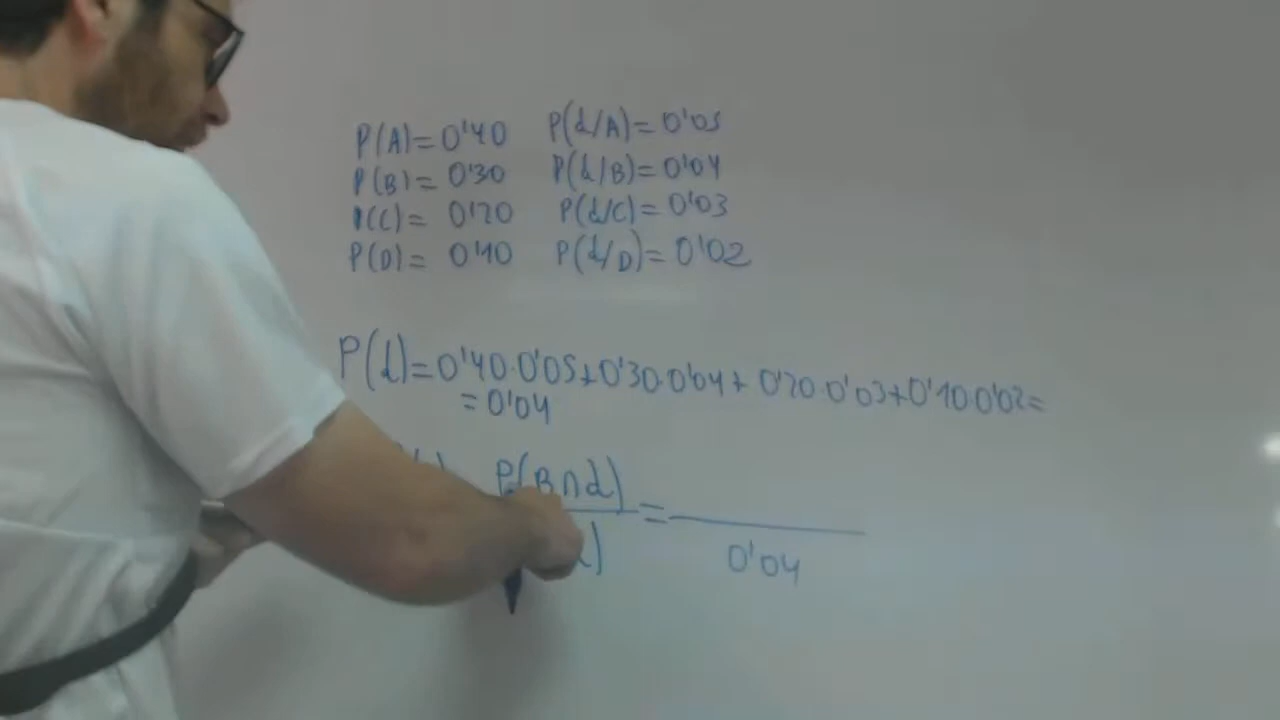 P(A)=0'40 P(d/A)=0'05
P(B)=0'30 P(d/B)=0'04
P(C)=0'20 P(d/C)=0'03
P(D)=0'10 P(d/D)=0'02
P(d)=0'40·0'05+0'30·0'04+0'20·0'03+0'10·0'02=
=0'04
P(B∩d)
=
0'04